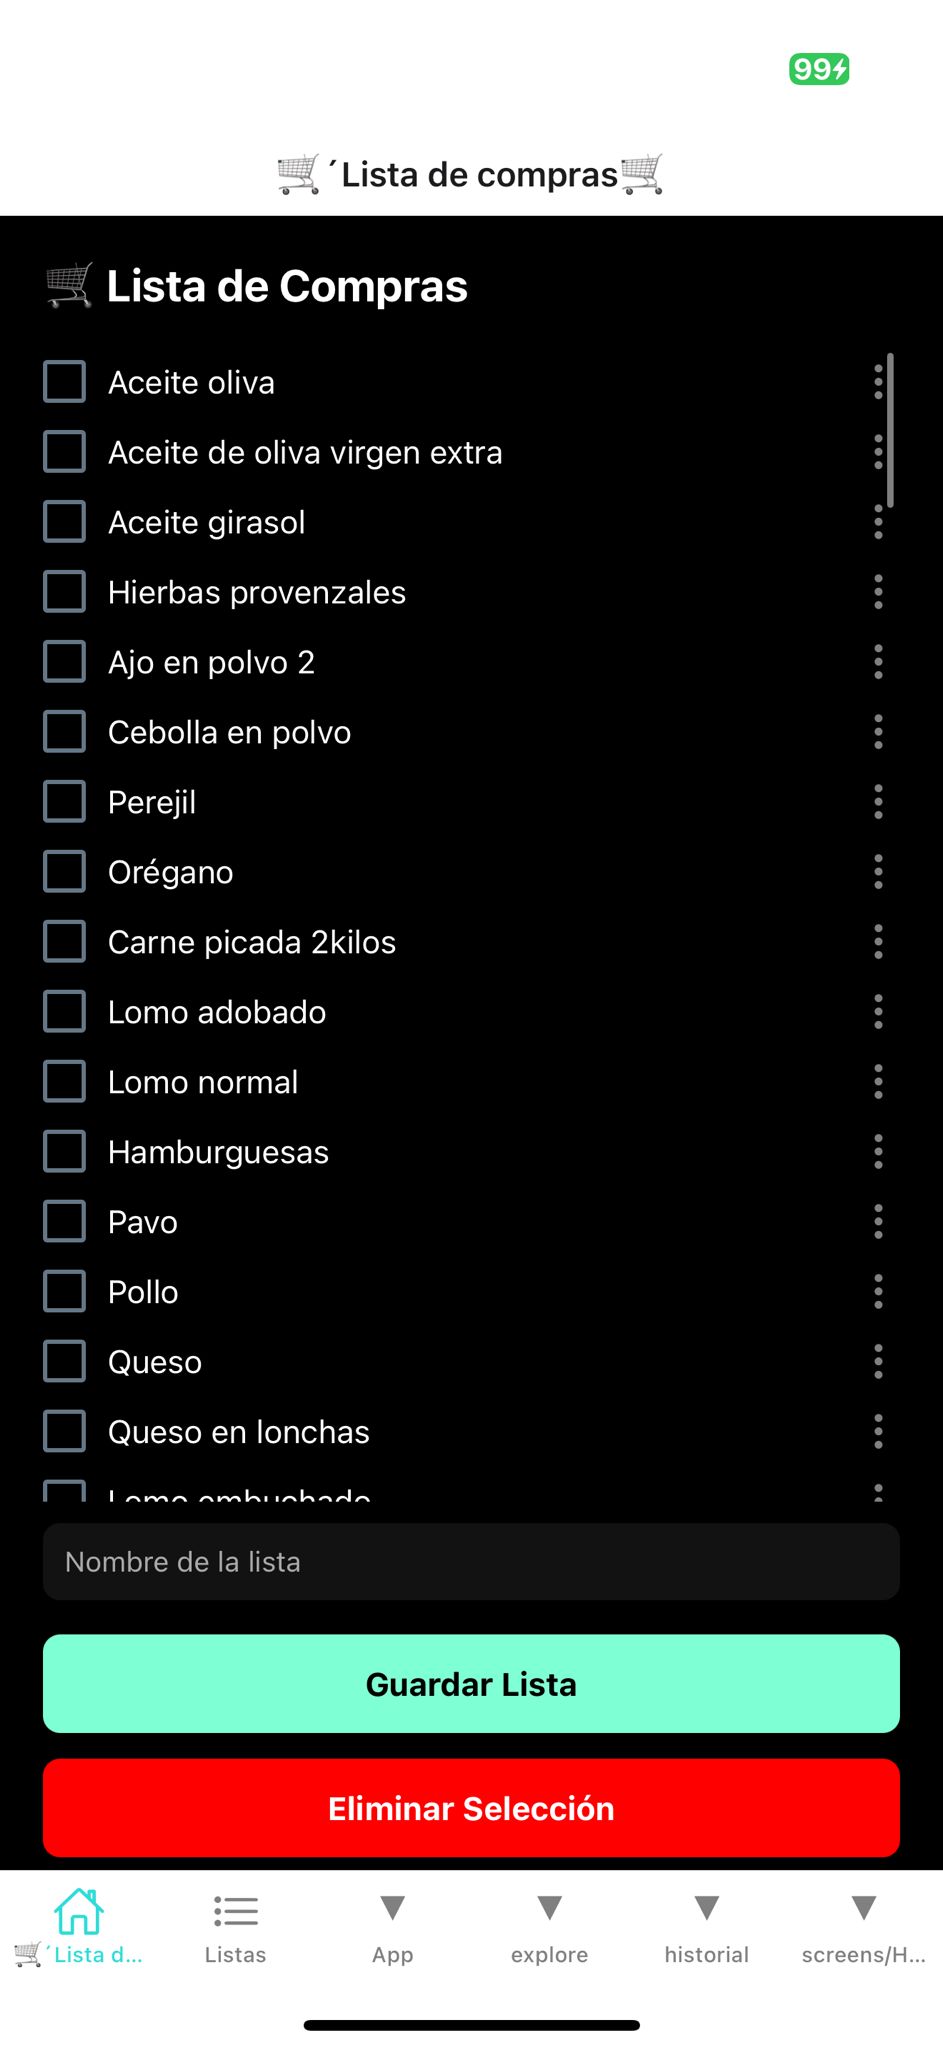 99
´Lista de compras
Lista de Compras
Aceite oliva
Aceite de oliva virgen extra
Aceite girasol
Hierbas provenzales
Ajo en polvo 2
Cebolla en polvo
Perejil
Orégano
Carne picada 2kilos
Lomo adobado
Lomo normal
Hamburguesas
Pavo
Pollo
Queso
Queso en lonchas
Lomo embuchado
Nombre de la lista
Guardar Lista
Eliminar Selección
´Lista d...
Listas
App
explore
historial
screens/H...